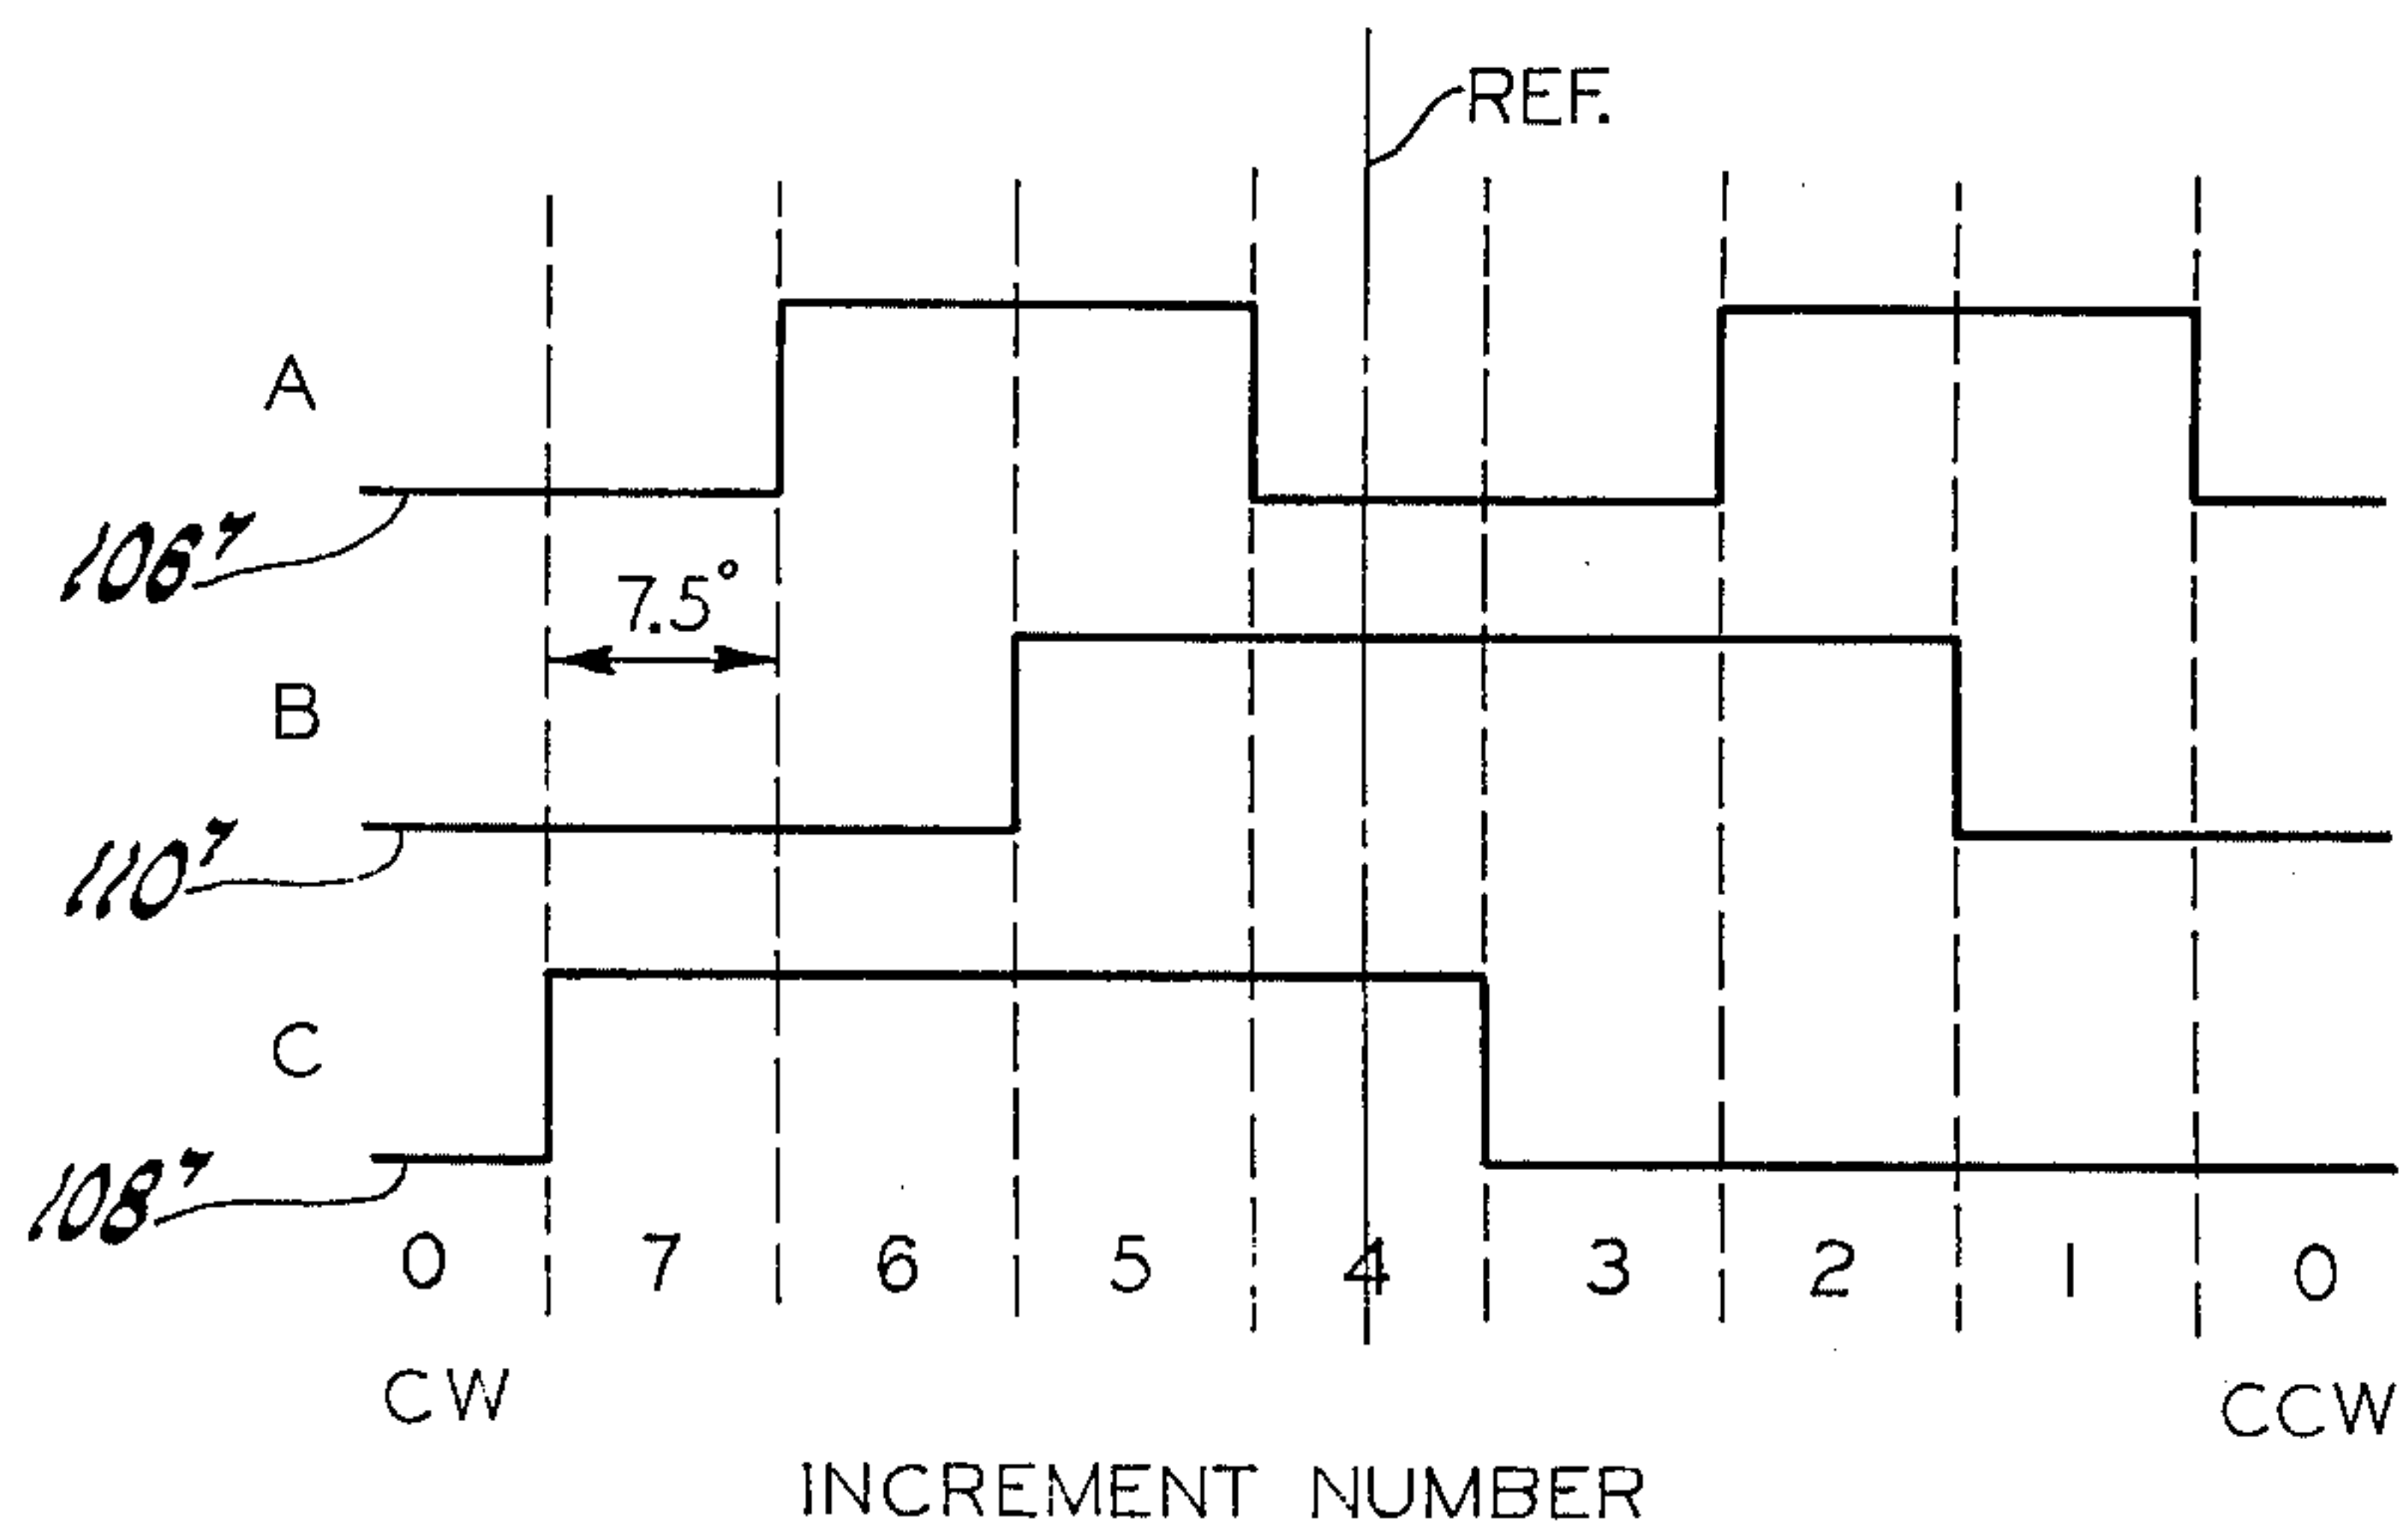 REF.
A
106"
7.5°
B
110"
C
108"
0 7 6 5 4 3 2 1 0
CW CCW
INCREMENT NUMBER